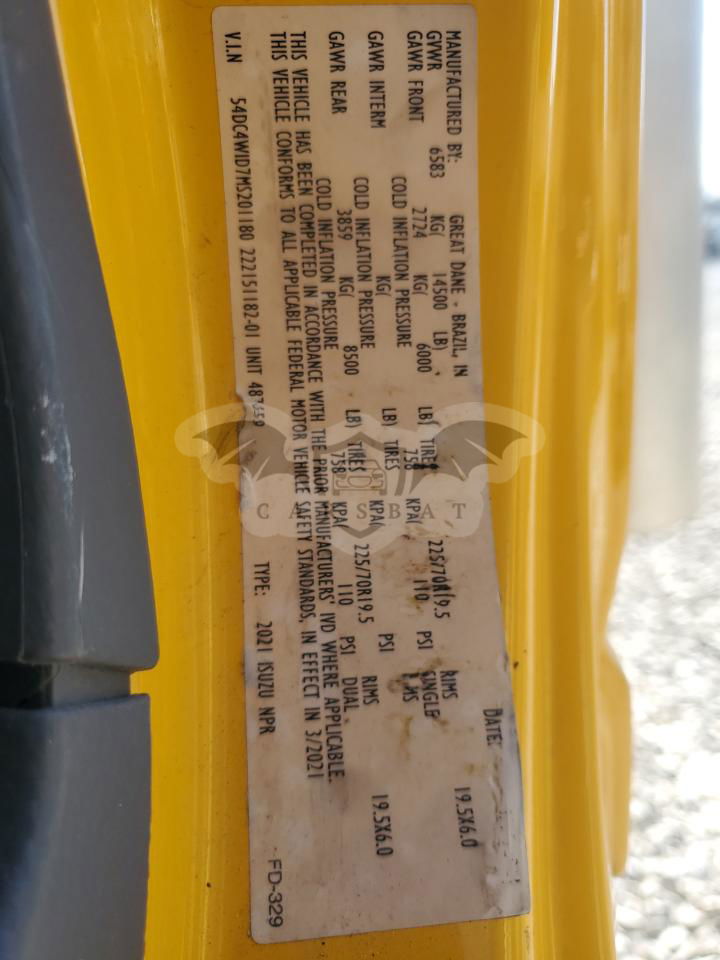 MANUFACTURED BY: GREAT DANE - BRAZIL, IN DATE:
GVWR 6583 KG( 14500 LB)
GAWR FRONT 2724 KG( 6000 LB) TIRES 225/70R19.5 RIMS 19.5X6.0
COLD INFLATION PRESSURE 758 KPA( 110 PSI SINGLE
GAWR INTERM KG( LB) TIRES RIMS
COLD INFLATION PRESSURE KPA( PSI
GAWR REAR 3859 KG( 8500 LB) TIRES 225/70R19.5 RIMS 19.5X6.0
COLD INFLATION PRESSURE 758 KPA( 110 PSI DUAL
THIS VEHICLE HAS BEEN COMPLETED IN ACCORDANCE WITH THE PRIOR MANUFACTURERS' IVD WHERE APPLICABLE.
THIS VEHICLE CONFORMS TO ALL APPLICABLE FEDERAL MOTOR VEHICLE SAFETY STANDARDS, IN EFFECT IN 3/2021
V.I.N 54DC4W1D7MS201180 222151182-01 UNIT TYPE: 2021 ISUZU NPR
FD-329
CARSBAT